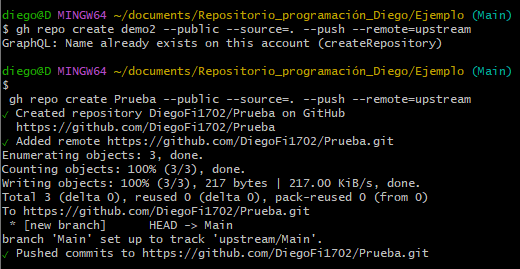 diego@D MINGW64 ~/documents/Repositorio_programación_Diego/Ejemplo (Main)
$ gh repo create demo2 --public --source=. --push --remote=upstream
GraphQL: Name already exists on this account (createRepository)
diego@D MINGW64 ~/documents/Repositorio_programación_Diego/Ejemplo (Main)
$
gh repo create Prueba --public --source=. --push --remote=upstream
✓ Created repository DiegoFi1702/Prueba on GitHub
https://github.com/DiegoFi1702/Prueba
✓ Added remote https://github.com/DiegoFi1702/Prueba.git
Enumerating objects: 3, done.
Counting objects: 100% (3/3), done.
Writing objects: 100% (3/3), 217 bytes | 217.00 KiB/s, done.
Total 3 (delta 0), reused 0 (delta 0), pack-reused 0 (from 0)
To https://github.com/DiegoFi1702/Prueba.git
* [new branch]      HEAD -> Main
branch 'Main' set up to track 'upstream/Main'.
✓ Pushed commits to https://github.com/DiegoFi1702/Prueba.git